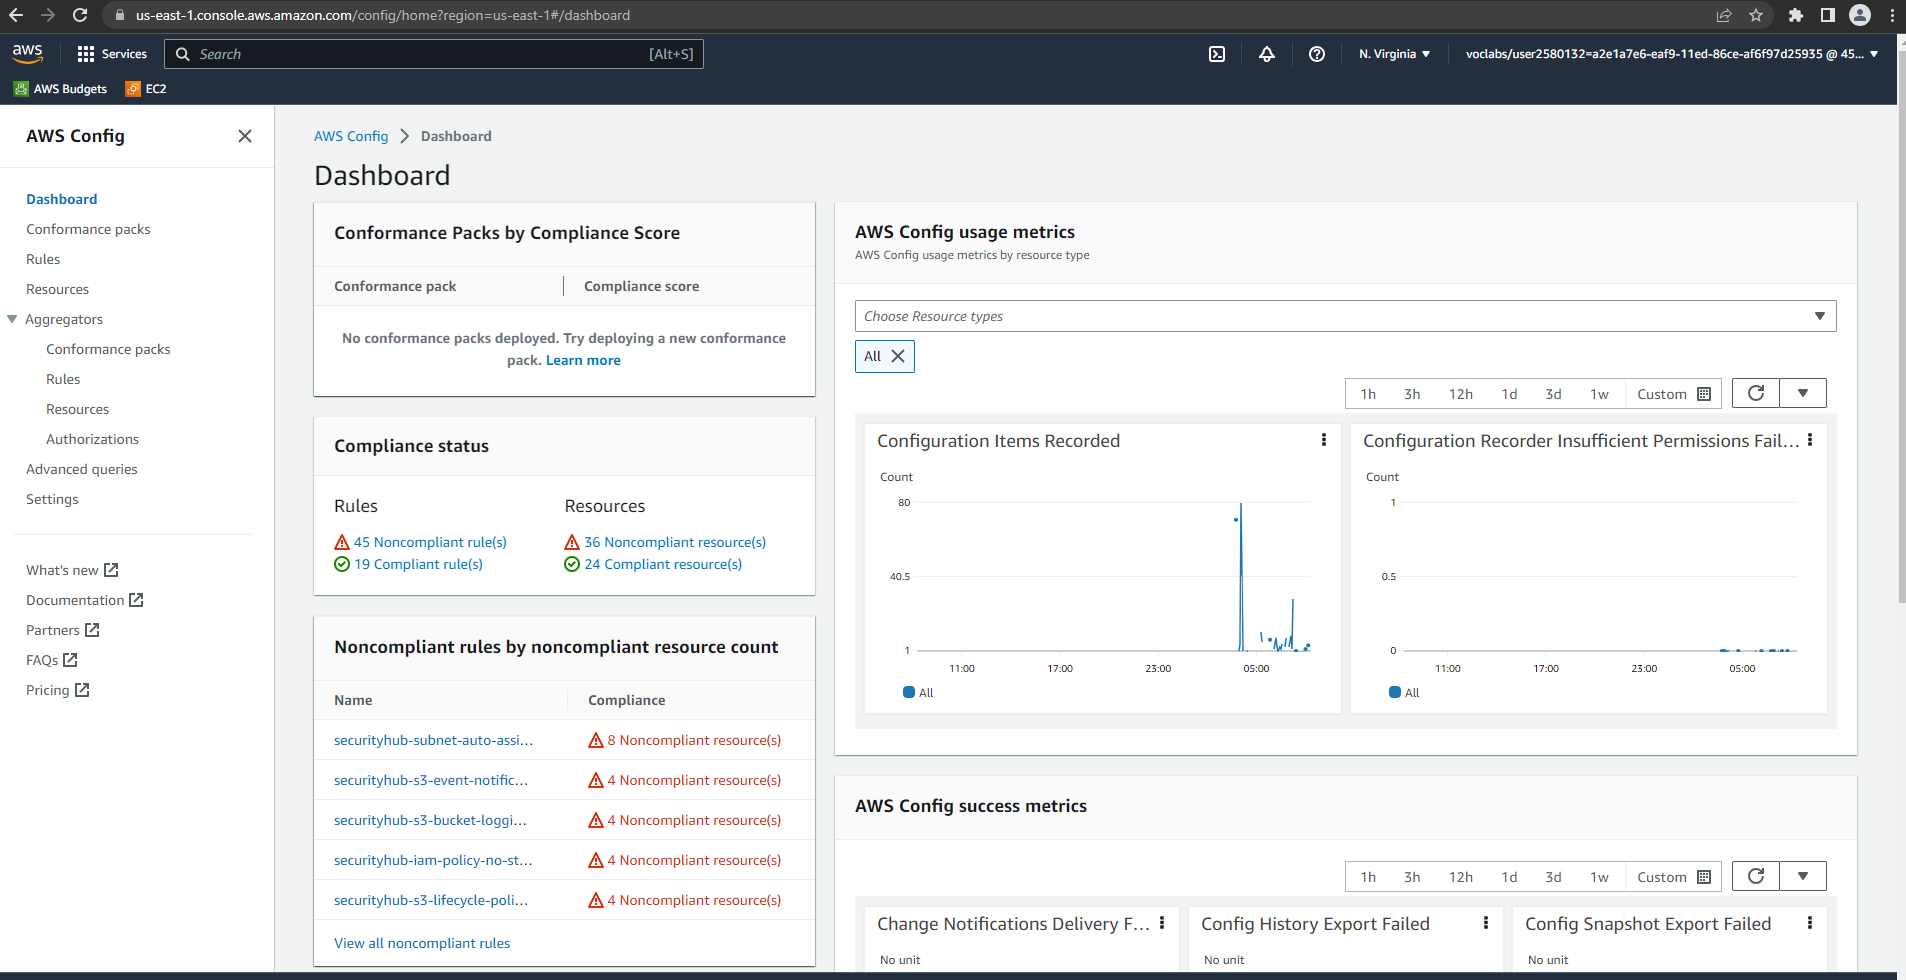 us-east-1.console.aws.amazon.com/config/home?region=us-east-1#/dashboard
aws
Services
Search
[Alt+S]
N. Virginia
voclabs/user2580132=a2e1a7e6-eaf9-11ed-86ce-af6f97d25935 @ 45...
AWS Budgets
EC2
AWS Config
Dashboard
Conformance packs
Rules
Resources
Aggregators
Conformance packs
Rules
Resources
Authorizations
Advanced queries
Settings
What's new
Documentation
Partners
FAQs
Pricing
AWS Config > Dashboard
Dashboard
Conformance Packs by Compliance Score
Conformance pack
Compliance score
No conformance packs deployed. Try deploying a new conformance
pack. Learn more
Compliance status
Rules
45 Noncompliant rule(s)
19 Compliant rule(s)
Resources
36 Noncompliant resource(s)
24 Compliant resource(s)
Noncompliant rules by noncompliant resource count
Name
Compliance
securityhub-subnet-auto-assi...
8 Noncompliant resource(s)
securityhub-s3-event-notific...
4 Noncompliant resource(s)
securityhub-s3-bucket-loggi...
4 Noncompliant resource(s)
securityhub-iam-policy-no-st...
4 Noncompliant resource(s)
securityhub-s3-lifecycle-poli...
4 Noncompliant resource(s)
View all noncompliant rules
AWS Config usage metrics
AWS Config usage metrics by resource type
Choose Resource types
All
1h 3h 12h 1d 3d 1w Custom
Configuration Items Recorded
Count
80
40.5
1
11:00 17:00 23:00 05:00
All
Configuration Recorder Insufficient Permissions Fail...
Count
1
0.5
0
11:00 17:00 23:00 05:00
All
AWS Config success metrics
1h 3h 12h 1d 3d 1w Custom
Change Notifications Delivery F...
No unit
Config History Export Failed
No unit
Config Snapshot Export Failed
No unit